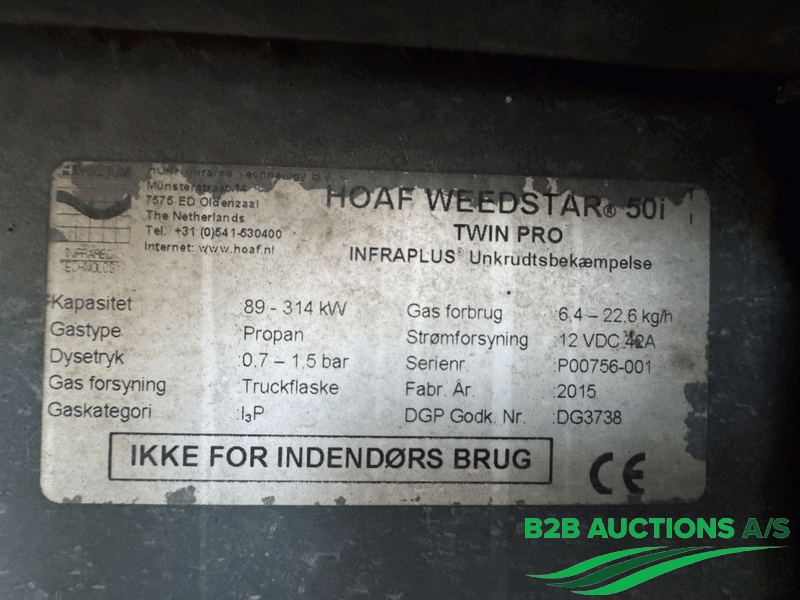 Technology B.V.
Münsterstraat 14
7575 ED Oldenzaal
The Netherlands
Tel. +31 (0)541-530400
Internet: www.hoaf.nl
INFRARED
HOAF WEEDSTAR® 50i
TWIN PRO
INFRAPLUS® Unkrudtsbekæmpelse
Kapasitet :89 - 314 kW
Gastype :Propan
Dysetryk :0,7 – 1,5 bar
Gas forsyning :Truckflaske
Gaskategori :I₃P
Gas forbrug :6,4 – 22,6 kg/h
Strømforsyning :12 VDC 42A
Serienr. :P00756-001
Fabr. År. :2015
DGP Godk. Nr. :DG3738
IKKE FOR INDENDØRS BRUG
CE
B2B AUCTIONS A/S